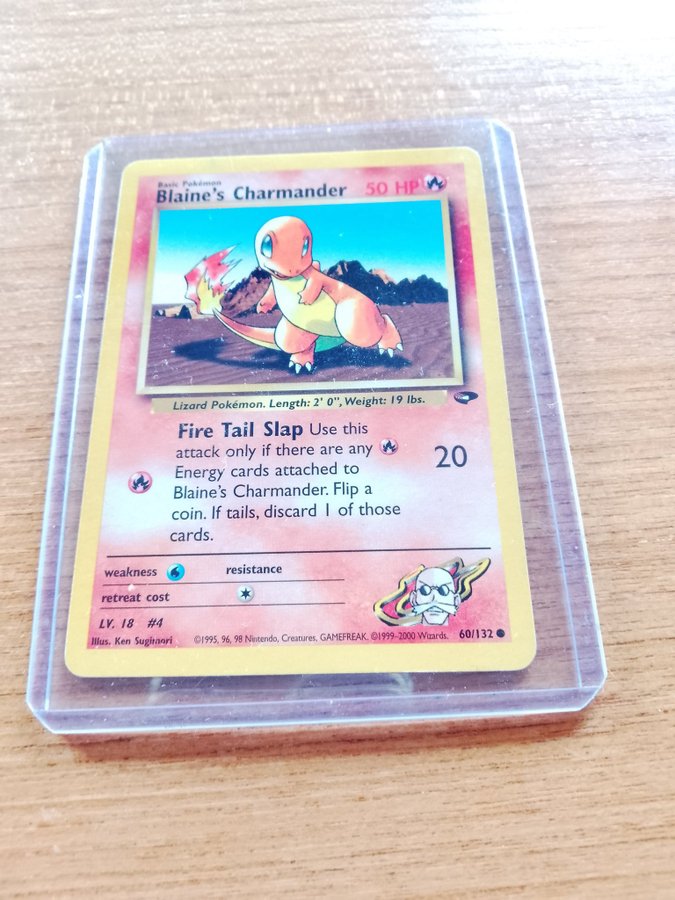 Basic Pokémon
Blaine's Charmander 50 HP
Lizard Pokémon. Length: 2' 0", Weight: 19 lbs.
Fire Tail Slap Use this
attack only if there are any
Energy cards attached to
Blaine's Charmander. Flip a
coin. If tails, discard 1 of those
cards.
20
weakness resistance
retreat cost
LV. 18 #4
Illus. Ken Sugimori ©1995, 96, 98 Nintendo, Creatures, GAMEFREAK. ©1999-2000 Wizards. 60/132